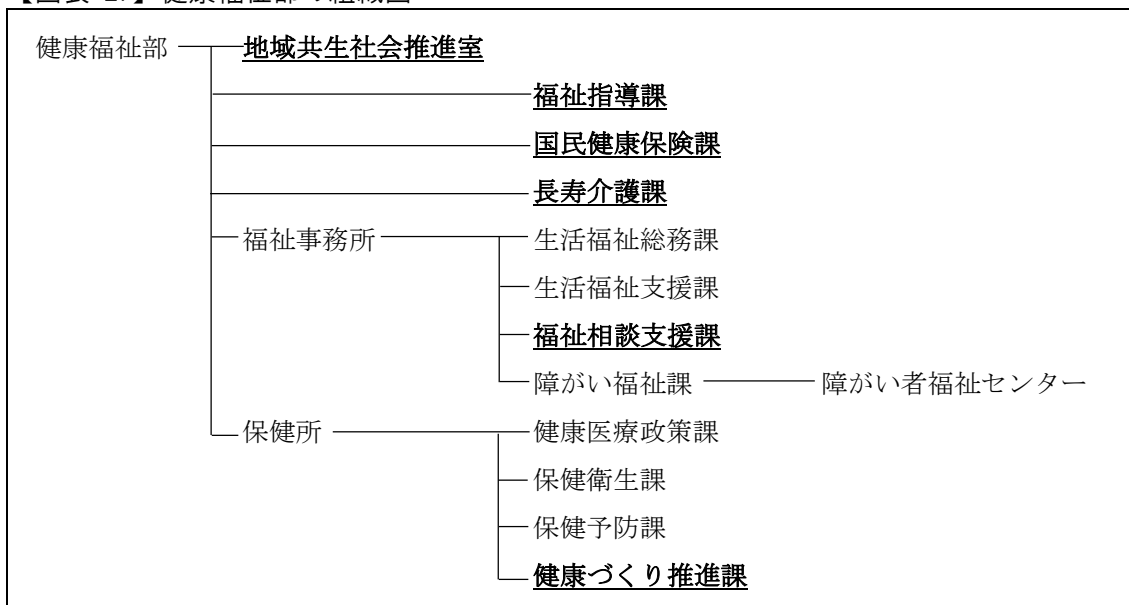 健康福祉部 地域共生社会推進室
福祉指導課
国民健康保険課
長寿介護課
福祉事務所 生活福祉総務課
生活福祉支援課
福祉相談支援課
障がい福祉課 障がい者福祉センター
保健所 健康医療政策課
保健衛生課
保健予防課
健康づくり推進課